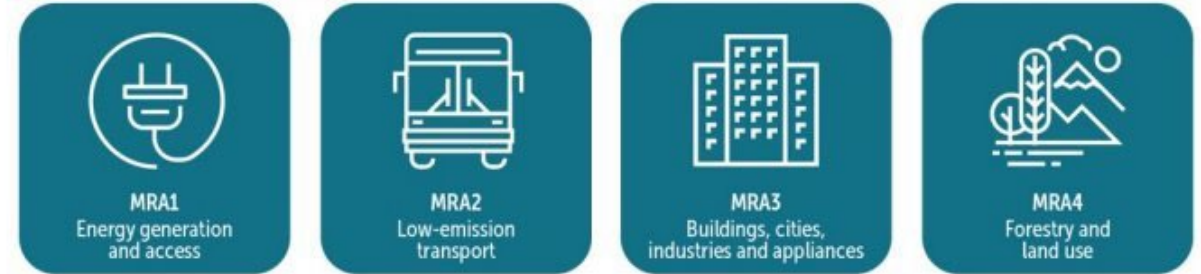 MRA1
Energy generation
and access
MRA2
Low-emission
transport
MRA3
Buildings, cities,
industries and appliances
MRA4
Forestry and
land use